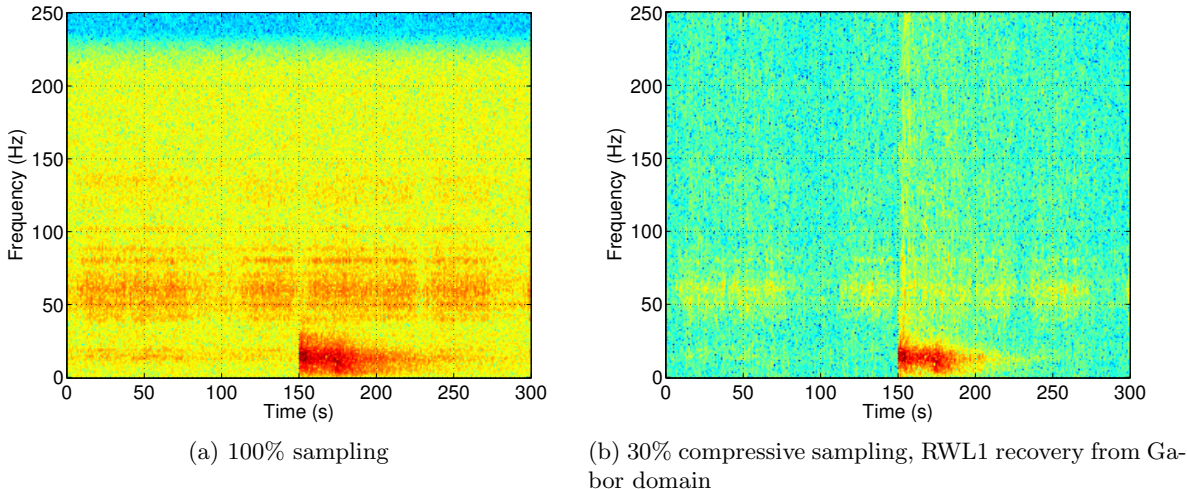 250
200
150
100
50
0
Frequency (Hz)
0 50 100 150 200 250 300
Time (s)
(a) 100% sampling
250
200
150
100
50
0
Frequency (Hz)
0 50 100 150 200 250 300
Time (s)
(b) 30% compressive sampling, RWL1 recovery from Ga-
bor domain